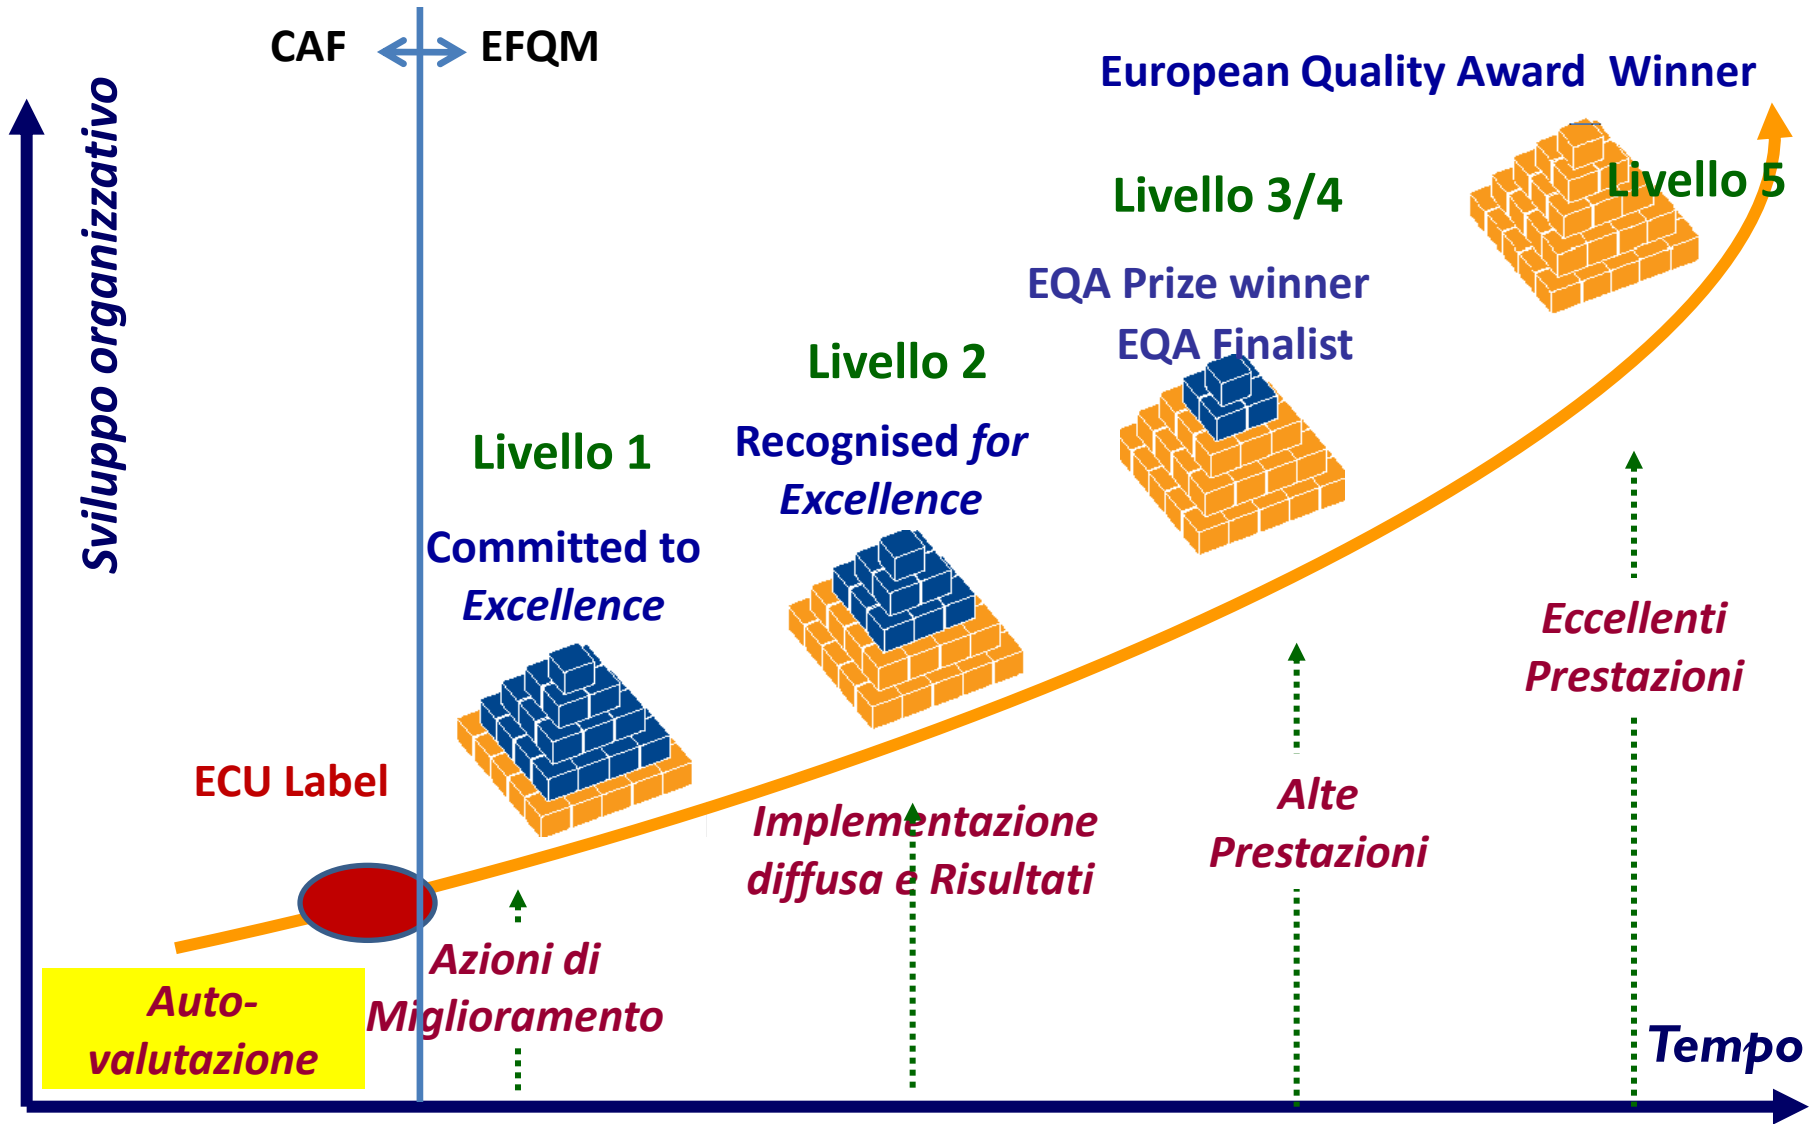 CAF
EFQM
European Quality Award Winner
Sviluppo organizzativo
Livello 5
Livello 3/4
EQA Prize winner
EQA Finalist
Livello 2
Recognised for
Excellence
Livello 1
Committed to
Excellence
ECU Label
Eccellenti
Prestazioni
Alte
Prestazioni
Implementazione
diffusa e Risultati
Azioni di
Miglioramento
Auto-
valutazione
Tempo